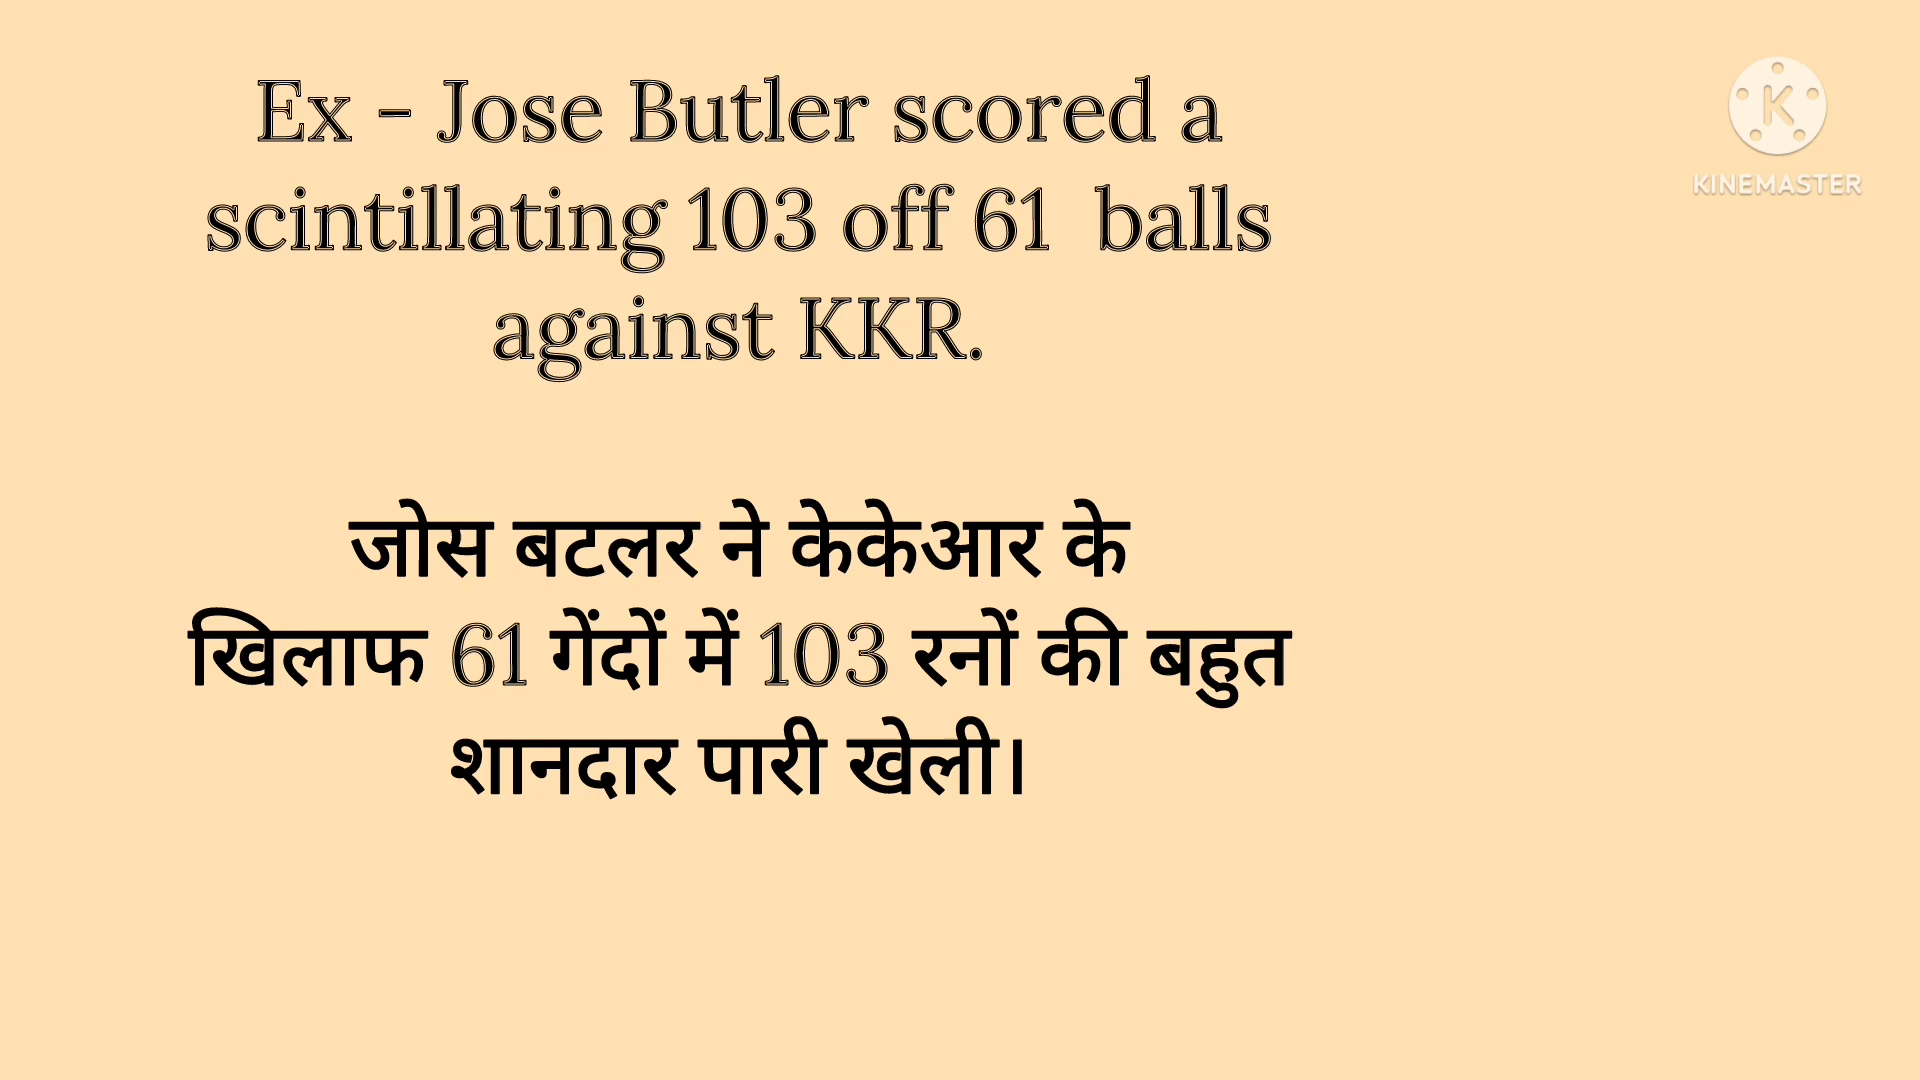 Ex - Jose Butler scored a
scintillating 103 off 61 balls
against KKR.
जोस बटलर ने केकेआर के
खिलाफ 61 गेंदों में 103 रनों की बहुत
शानदार पारी खेली।
K
KINEMASTER